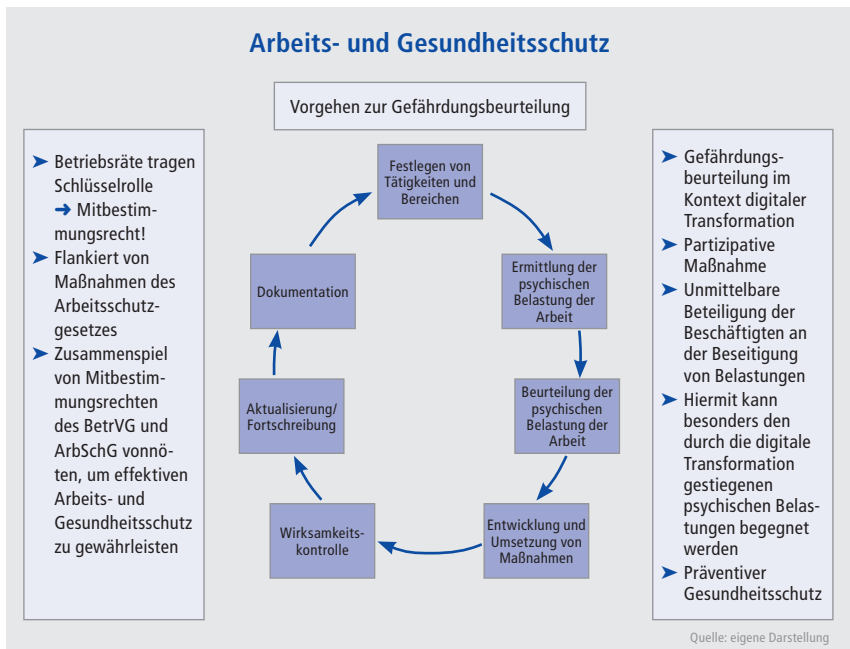 Arbeits- und Gesundheitsschutz
Vorgehen zur Gefährdungsbeurteilung
➤ Betriebsräte tragen
Schlüsselrolle
➜ Mitbestim-
mungsrecht!
➤ Flankiert von
Maßnahmen des
Arbeitsschutz-
gesetzes
➤ Zusammenspiel
von Mitbestim-
mungsrechten
des BetrVG und
ArbSchG vonnö-
ten, um effektiven
Arbeits- und
Gesundheitsschutz
zu gewährleisten
Festlegen von
Tätigkeiten und
Bereichen
Ermittlung der
psychischen
Belastung der
Arbeit
Beurteilung der
psychischen
Belastung der
Arbeit
Entwicklung und
Umsetzung von
Maßnahmen
Wirksamkeits-
kontrolle
Aktualisierung/
Fortschreibung
Dokumentation
➤ Gefährdungs-
beurteilung im
Kontext digitaler
Transformation
➤ Partizipative
Maßnahme
➤ Unmittelbare
Beteiligung der
Beschäftigten an
der Beseitigung
von Belastungen
➤ Hiermit kann
besonders den
durch die digitale
Transformation
gestiegenen
psychischen Belas-
tungen begegnet
werden
➤ Präventiver
Gesundheitsschutz
Quelle: eigene Darstellung